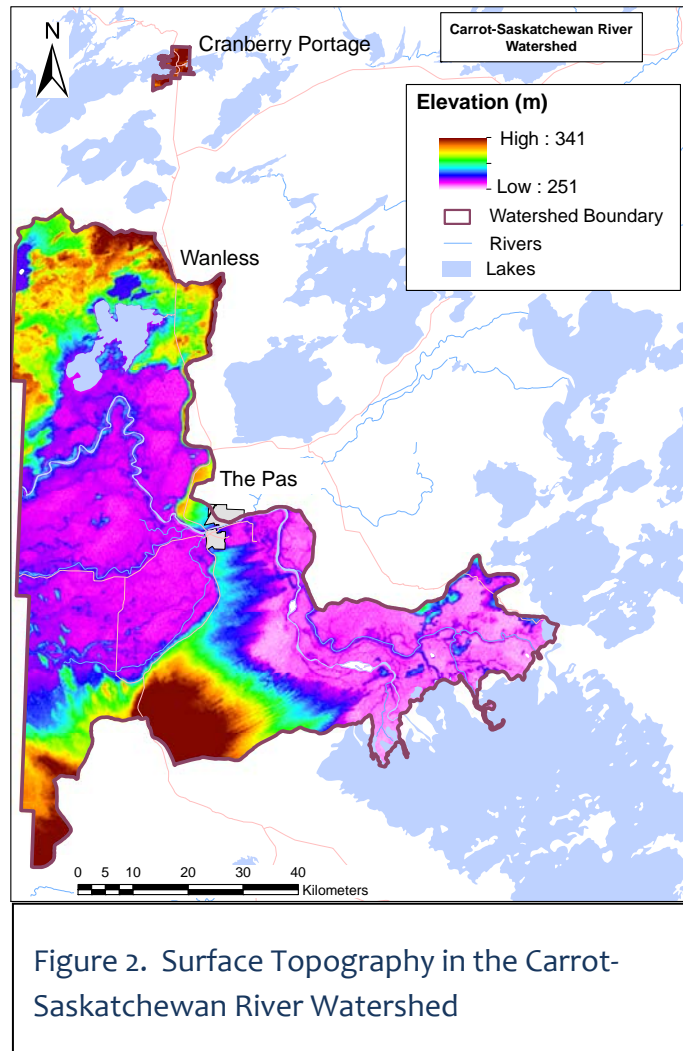 N
Cranberry Portage
Carrot-Saskatchewan River
Watershed
Elevation (m)
High : 341
Low : 251
Watershed Boundary
Rivers
Lakes
Wanless
The Pas
0 5 10 20 30 40
Kilometers
Figure 2. Surface Topography in the Carrot-
Saskatchewan River Watershed